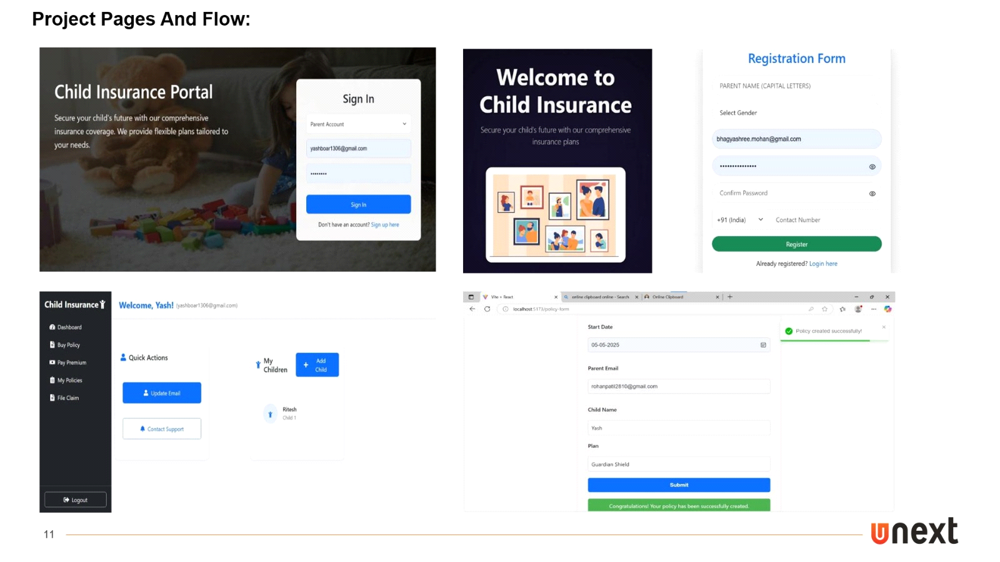 Project Pages And Flow:
Child Insurance Portal
Secure your child's future with our comprehensive
insurance coverage. We provide flexible plans tailored to
your needs.
Sign In
Parent Account
yashboar1306@gmail.com
••••••••
Sign In
Don't have an account? Sign up here
Welcome to
Child Insurance
Secure your child's future with our comprehensive
insurance plans
Registration Form
PARENT NAME (CAPITAL LETTERS)
Select Gender
bhagyashree.mohan@gmail.com
•••••••••••••••
Confirm Password
+91 (India)
Contact Number
Register
Already registered? Login here
Child Insurance
Dashboard
Buy Policy
Pay Premium
My Policies
File Claim
Logout
Welcome, Yash! (yashboar1306@gmail.com)
Quick Actions
Update Email
Contact Support
My
Children
Add
Child
Ritesh
Child 1
Vite + React
online clipboard online - Search
Online Clipboard
localhost:5173/policy-form
Start Date
05-05-2025
Parent Email
rohanpatil2810@gmail.com
Child Name
Yash
Plan
Guardian Shield
Submit
Congratulations! Your policy has been successfully created.
Policy created successfully!
11
unext